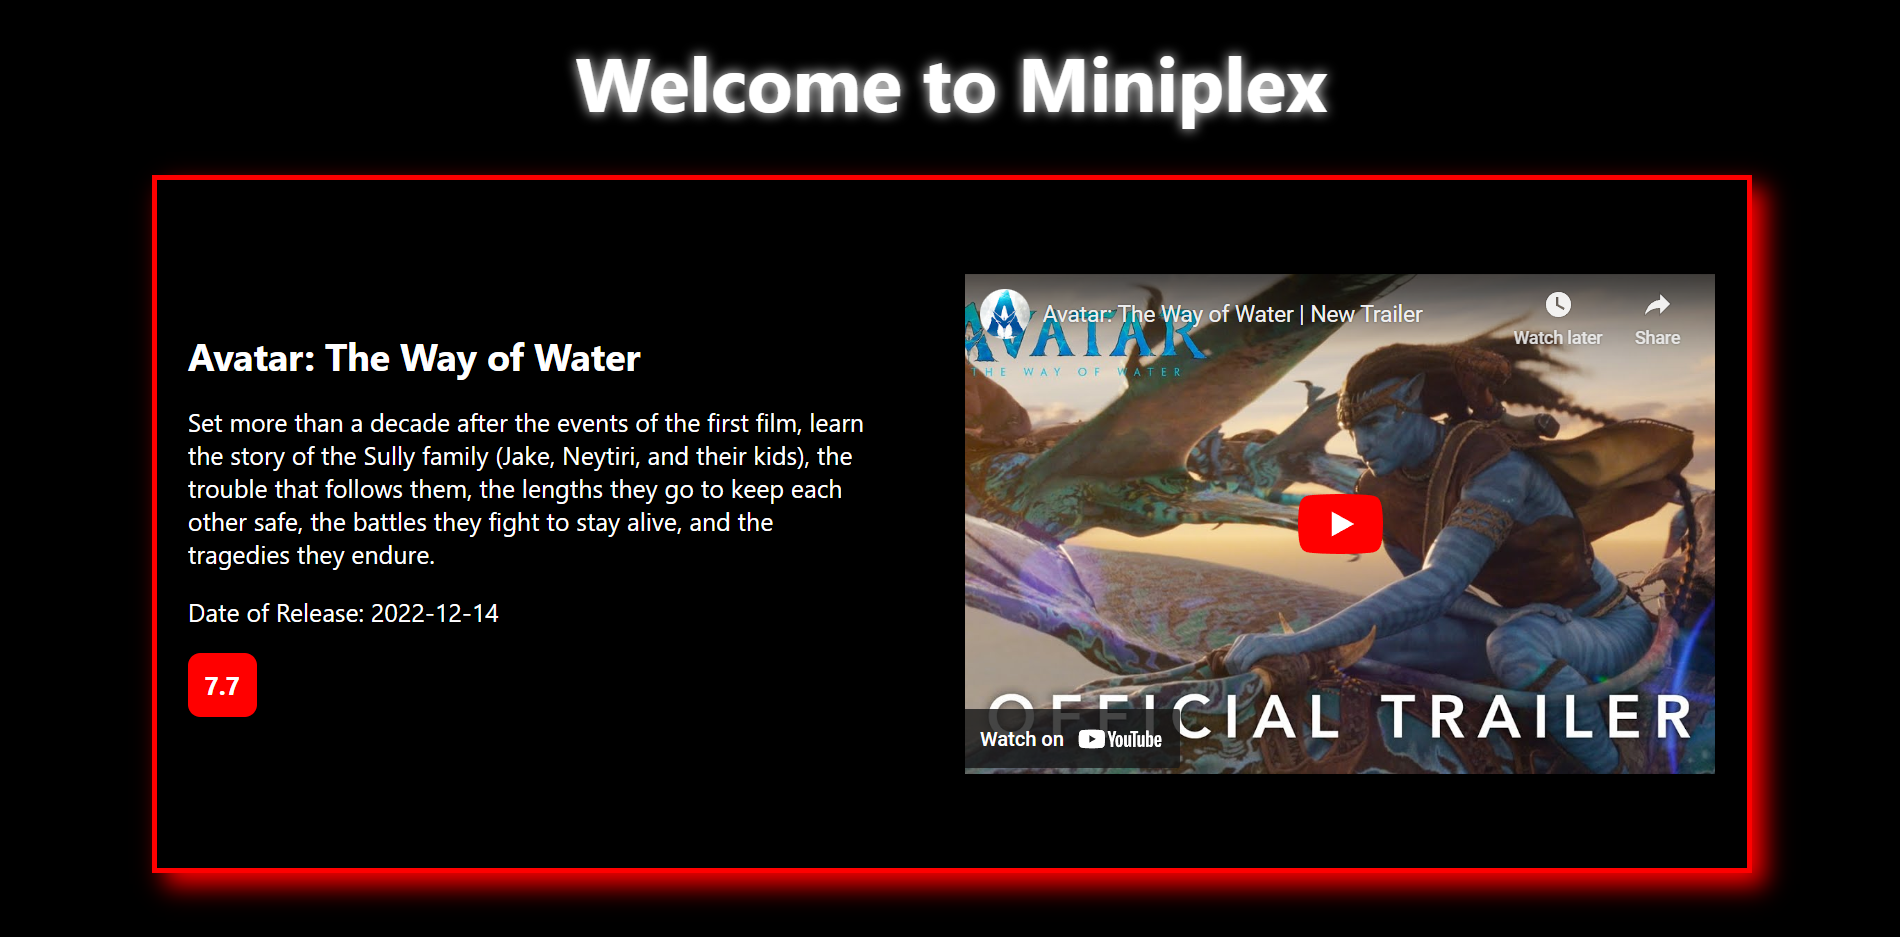 Welcome to Miniplex
Avatar: The Way of Water
Set more than a decade after the events of the first film, learn
the story of the Sully family (Jake, Neytiri, and their kids), the
trouble that follows them, the lengths they go to keep each
other safe, the battles they fight to stay alive, and the
tragedies they endure.
Date of Release: 2022-12-14
7.7
Avatar: The Way of Water | New Trailer
Watch later
Share
AVATAR
THE WAY OF WATER
OFFICIAL TRAILER
Watch on YouTube